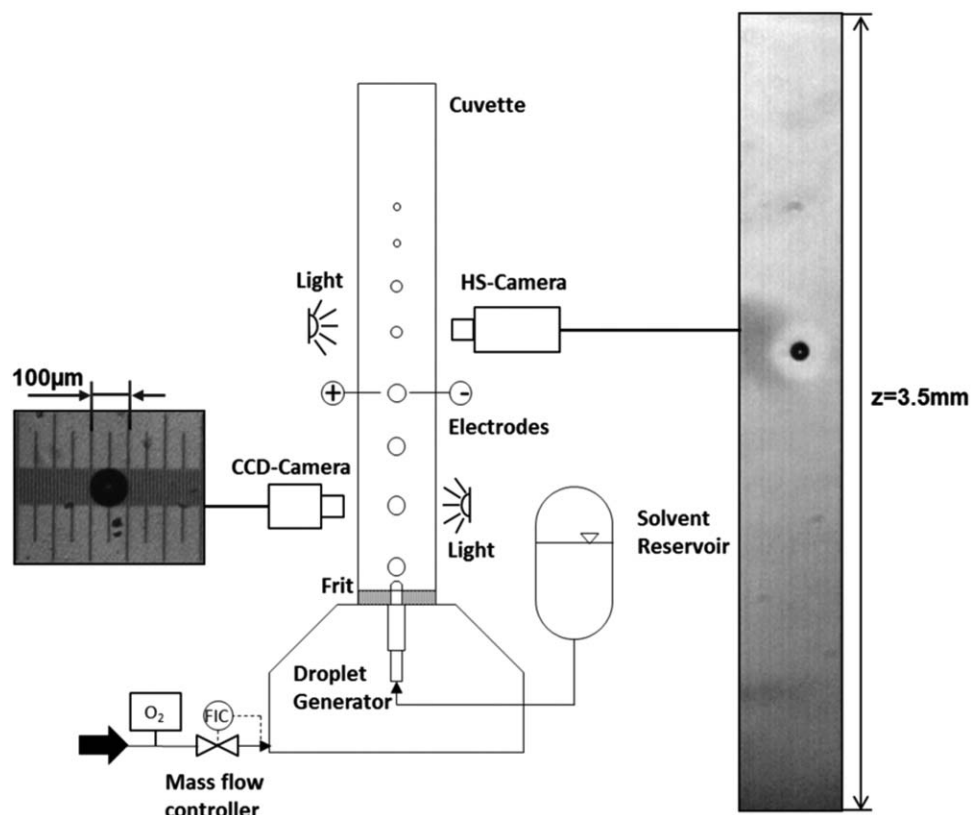 Cuvette
Light
HS-Camera
100µm
+
-
z=3.5mm
Electrodes
CCD-Camera
Light
Solvent
Reservoir
Frit
Droplet
Generator
O₂
FIC
Mass flow
controller